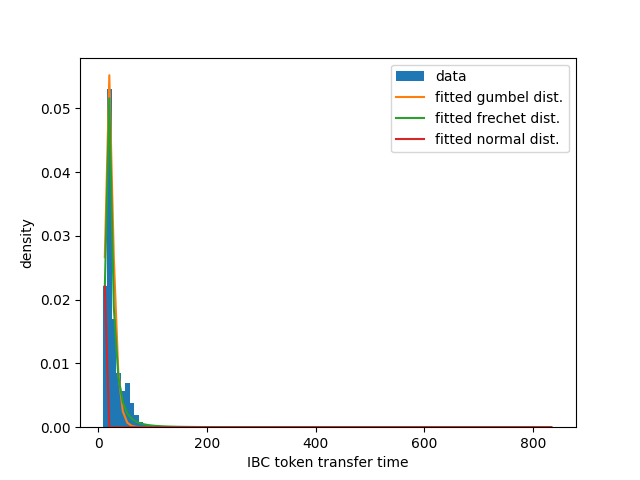 data
fitted gumbel dist.
fitted frechet dist.
fitted normal dist.
0.05
0.04
0.03
0.02
0.01
0.00
density
0
200
400
600
800
IBC token transfer time